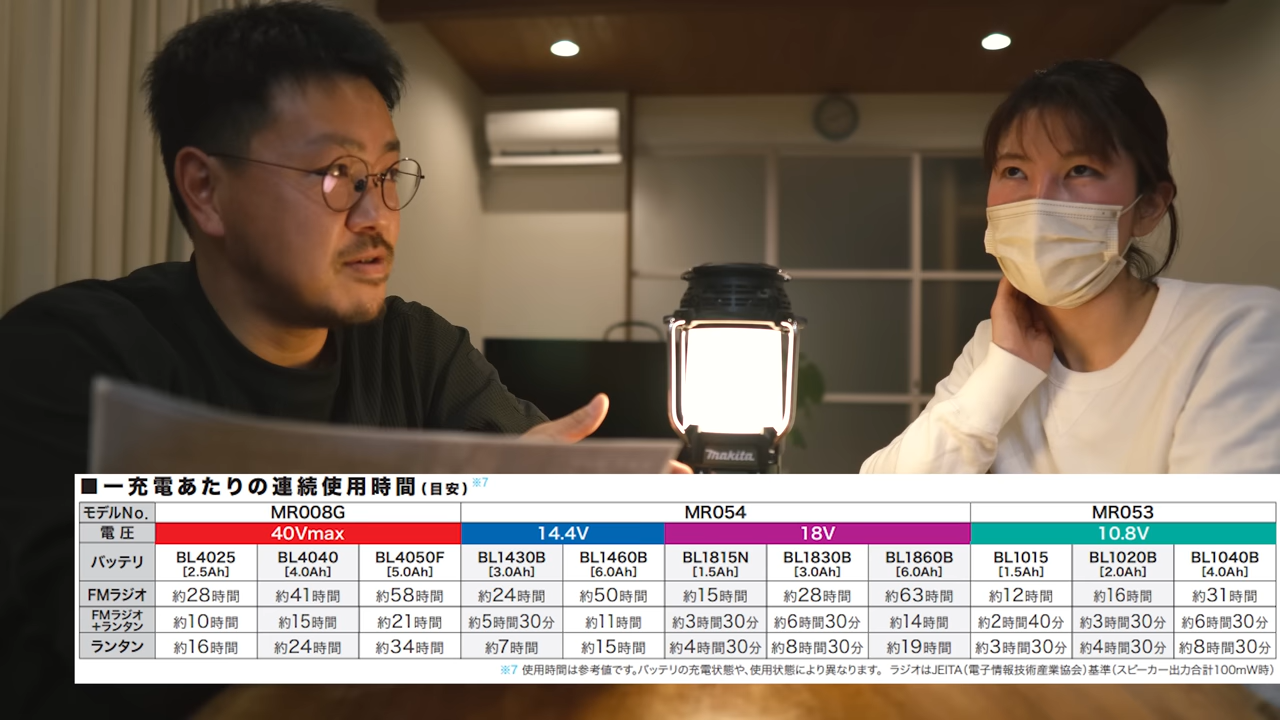 makita
■一充電あたりの連続使用時間(目安)※7
モデルNo. MR008G MR054 MR053
電圧 40Vmax 14.4V 18V 10.8V
バッテリ BL4025 [2.5Ah] BL4040 [4.0Ah] BL4050F [5.0Ah] BL1430B [3.0Ah] BL1460B [6.0Ah] BL1815N [1.5Ah] BL1830B [3.0Ah] BL1860B [6.0Ah] BL1015 [1.5Ah] BL1020B [2.0Ah] BL1040B [4.0Ah]
FMラジオ 約28時間 約41時間 約58時間 約24時間 約50時間 約15時間 約28時間 約63時間 約12時間 約16時間 約31時間
FMラジオ+ランタン 約10時間 約15時間 約21時間 約5時間30分 約11時間 約3時間30分 約6時間30分 約14時間 約2時間40分 約3時間30分 約6時間30分
ランタン 約16時間 約24時間 約34時間 約7時間 約15時間 約4時間30分 約8時間30分 約19時間 約3時間30分 約4時間30分 約8時間30分
※7 使用時間は参考値です。バッテリの充電状態や、使用状態により異なります。 ラジオはJEITA(電子情報技術産業協会)基準(スピーカー出力合計100mW時)